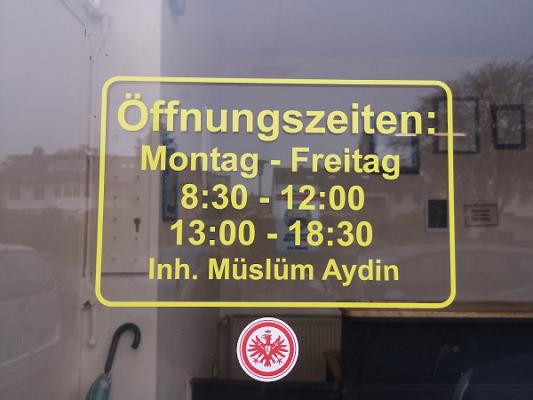 Öffnungszeiten:
Montag - Freitag
8:30 - 12:00
13:00 - 18:30
Inh. Müslüm Aydin